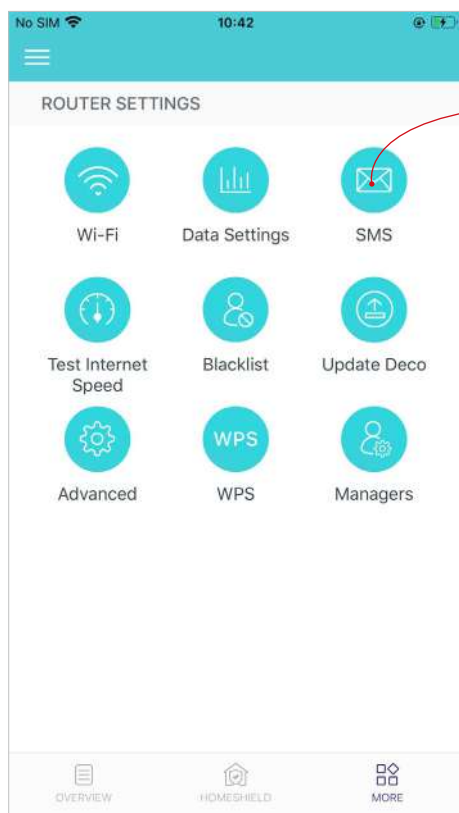 No SIM 10:42
ROUTER SETTINGS
Wi-Fi Data Settings SMS
Test Internet Speed Blacklist Update Deco
WPS
Advanced WPS Managers
OVERVIEW HOMESHIELD MORE